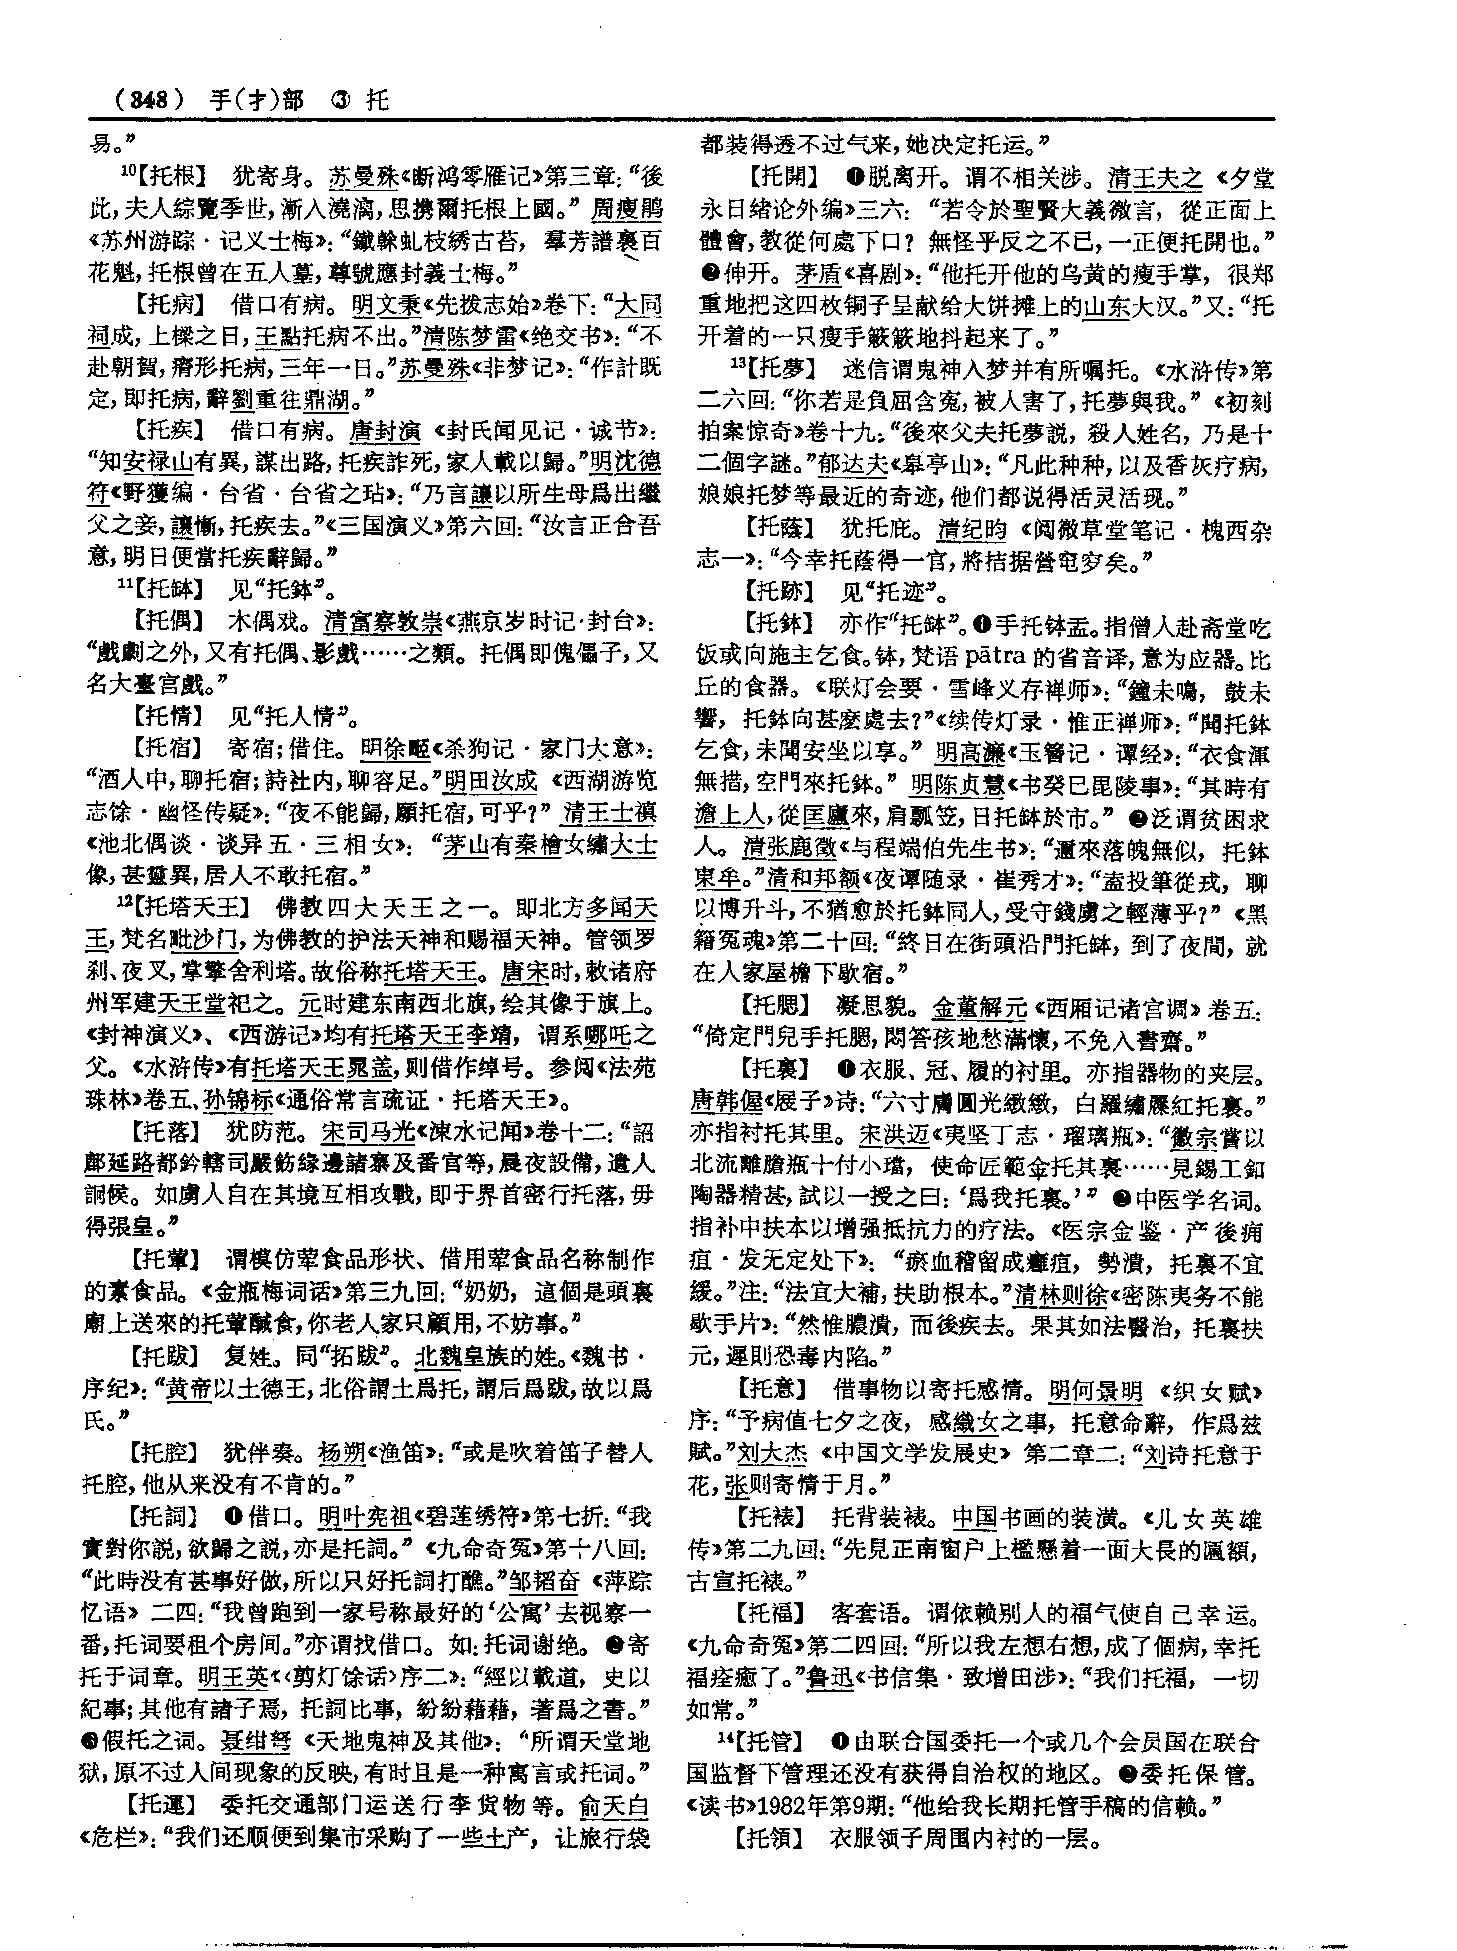 (348) 手(扌)部 ③ 托
易。”
10【托根】 犹寄身。苏曼殊《断鸿零雁记》第三章：“後
此，夫人綜覽季世，漸入澆漓，思携爾托根上國。”周瘦鹃
《苏州游踪·记义士梅》：“鐵榦虬枝綉古苔，羣芳譜裏百
花魁，托根曾在五人墓，尊號應封義士梅。”
【托病】 借口有病。明文秉《先拨志始》卷下：“大同
祠成，上樑之日，王點托病不出。”清陈梦雷《绝交书》：“不
赴朝賀，瘠形托病，三年一日。”苏曼殊《非梦记》：“作計既
定，即托病，辭劉重往鼎湖。”
【托疾】 借口有病。唐封演《封氏闻见记·诚节》：
“知安禄山有異，謀出路，托疾詐死，家人載以歸。”明沈德
符《野獲编·台省·台省之玷》：“乃言讓以所生母爲出繼
父之妾，讓慚，托疾去。”《三国演义》第六回：“汝言正合吾
意，明日便當托疾辭歸。”
11【托缽】 见“托鉢”。
【托偶】 木偶戏。清富察敦崇《燕京岁时记·封台》：
“戲劇之外，又有托偶、影戲……之類。托偶即傀儡子，又
名大臺宫戲。”
【托情】 见“托人情”。
【托宿】 寄宿；借住。明徐㬇《杀狗记·家门大意》：
“酒人中，聊托宿；詩社内，聊容足。”明田汝成《西湖游览
志馀·幽怪传疑》：“夜不能歸，願托宿，可乎？”清王士禛
《池北偶谈·谈异五·三相女》：“茅山有秦檜女繡大士
像，甚靈異，居人不敢托宿。”
12【托塔天王】 佛教四大天王之一。即北方多闻天
王，梵名毗沙门，为佛教的护法天神和赐福天神。管领罗
刹、夜叉，掌擎舍利塔。故俗称托塔天王。唐宋时，敕诸府
州军建天王堂祀之。元时建东南西北旗，绘其像于旗上。
《封神演义》、《西游记》均有托塔天王李靖，谓系哪吒之
父。《水浒传》有托塔天王晁盖，则借作绰号。参阅《法苑
珠林》卷五、孙锦标《通俗常言疏证·托塔天王》。
【托落】 犹防范。宋司马光《涑水记闻》卷十二：“詔
鄜延路都鈐轄司嚴飭緣邊諸寨及番官等，晨夜設備，遣人
詗候。如虜人自在其境互相攻戰，即于界首密行托落，毋
得張皇。”
【托葷】 谓模仿荤食品形状、借用荤食品名称制作
的素食品。《金瓶梅词话》第三九回：“奶奶，這個是頭裏
廟上送來的托葷鹹食，你老人家只顧用，不妨事。”
【托跋】 复姓。同“拓跋”。北魏皇族的姓。《魏书·
序纪》：“黄帝以土德王，北俗謂土爲托，謂后爲跋，故以爲
氏。”
【托腔】 犹伴奏。杨朔《渔笛》：“或是吹着笛子替人
托腔，他从来没有不肯的。”
【托詞】 ❶借口。明叶宪祖《碧莲绣符》第七折：“我
實對你説，欲歸之説，亦是托詞。”《九命奇冤》第十八回：
“此時没有甚事好做，所以只好托詞打醮。”邹韬奋《萍踪
忆语》二四：“我曾跑到一家号称最好的‘公寓’去视察一
番，托词要租个房间。”亦谓找借口。如：托词谢绝。❷寄
托于词章。明王英《〈剪灯馀话〉序二》：“經以載道，史以
紀事；其他有諸子焉，托詞比事，紛紛藉藉，著爲之書。”
❸假托之词。聂绀弩《天地鬼神及其他》：“所谓天堂地
狱，原不过人间现象的反映，有时且是一种寓言或托词。”
【托運】 委托交通部门运送行李货物等。俞天白
《危栏》：“我们还顺便到集市采购了一些土产，让旅行袋
都装得透不过气来，她决定托运。”
【托開】 ❶脱离开。谓不相关涉。清王夫之《夕堂
永日绪论外编》三六：“若令於聖賢大義微言，從正面上
體會，教從何處下口？無怪乎反之不已，一正便托開也。”
❷伸开。茅盾《喜剧》：“他托开他的乌黄的瘦手掌，很郑
重地把这四枚铜子呈献给大饼摊上的山东大汉。”又：“托
开着的一只瘦手簌簌地抖起来了。”
13【托夢】 迷信谓鬼神入梦并有所嘱托。《水浒传》第
二六回：“你若是負屈含寃，被人害了，托夢與我。”《初刻
拍案惊奇》卷十九：“後來父夫托夢説，殺人姓名，乃是十
二個字謎。”郁达夫《皋亭山》：“凡此种种，以及香灰疗病，
娘娘托梦等最近的奇迹，他们都说得活灵活现。”
【托蔭】 犹托庇。清纪昀《阅微草堂笔记·槐西杂
志一》：“今幸托蔭得一官，將拮据營窀穸矣。”
【托跡】 见“托迹”。
【托鉢】 亦作“托缽”。❶手托钵盂。指僧人赴斋堂吃
饭或向施主乞食。钵，梵语 pātra 的省音译，意为应器。比
丘的食器。《联灯会要·雪峰义存禅师》：“鐘未鳴，鼓未
響，托鉢向甚麽處去？”《续传灯录·惟正禅师》：“聞托鉢
乞食，未聞安坐以享。”明高濂《玉簪记·谭经》：“衣食渾
無措，空門來托鉢。”明陈贞慧《书癸巳毘陵事》：“其時有
澹上人，從匡廬來，肩瓢笠，日托缽於市。”❷泛谓贫困求
人。清张鹿徵《与程端伯先生书》：“邇來落魄無似，托鉢
東牟。”清和邦额《夜谭随录·崔秀才》：“盍投筆從戎，聊
以博升斗，不猶愈於托鉢同人，受守錢虜之輕薄乎？”《黑
籍冤魂》第二十回：“終日在街頭沿門托缽，到了夜間，就
在人家屋檐下歇宿。”
【托腮】 凝思貌。金董解元《西厢记诸宫调》卷五：
“倚定門兒手托腮，悶答孩地愁滿懷，不免入書齋。”
【托裏】 ❶衣服、冠、履的衬里。亦指器物的夹层。
唐韩偓《屐子》诗：“六寸膚圓光緻緻，白羅繡屧紅托裏。”
亦指衬托其里。宋洪迈《夷坚丁志·瑠璃瓶》：“徽宗嘗以
北流離膽瓶十付小璫，使命匠範金托其裏……見錫工釦
陶器精甚，試以一授之曰：‘爲我托裏。’”❷中医学名词。
指补中扶本以增强抵抗力的疗法。《医宗金鉴·产後痈
疽·发无定处下》：“瘀血稽留成癰疽，勢潰，托裏不宜
緩。”注：“法宜大補，扶助根本。”清林则徐《密陈夷务不能
歇手片》：“然惟膿潰，而後疾去。果其如法醫治，托裏扶
元，遲則恐毒内陷。”
【托意】 借事物以寄托感情。明何景明《织女赋》
序：“予病值七夕之夜，感織女之事，托意命辭，作爲兹
賦。”刘大杰《中国文学发展史》第二章二：“刘诗托意于
花，张则寄情于月。”
【托裱】 托背装裱。中国书画的装潢。《儿女英雄
传》第二九回：“先見正南窗户上檻懸着一面大長的匾額，
古宣托裱。”
【托福】 客套语。谓依赖别人的福气使自己幸运。
《九命奇冤》第二四回：“所以我左想右想，成了個病，幸托
福痊癒了。”鲁迅《书信集·致增田涉》：“我们托福，一切
如常。”
14【托管】 ❶由联合国委托一个或几个会员国在联合
国监督下管理还没有获得自治权的地区。❷委托保管。
《读书》1982年第9期：“他给我长期托管手稿的信赖。”
【托領】 衣服领子周围内衬的一层。